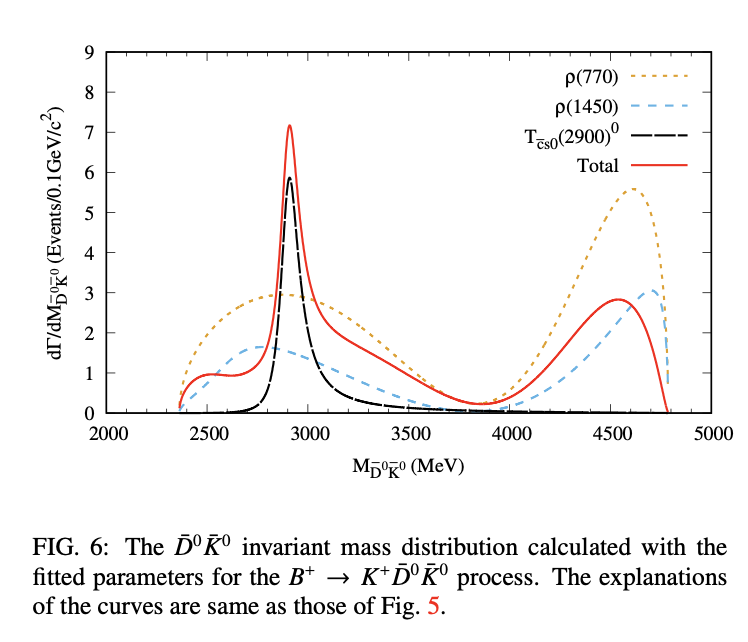 9
8
7
6
5
4
3
2
1
0
dΓ/dM_D̄⁰K̄⁰ (Events/0.1GeV/c²)
ρ(770)
ρ(1450)
T_c̄s0(2900)⁰
Total
2000 2500 3000 3500 4000 4500 5000
M_D̄⁰K̄⁰ (MeV)
FIG. 6: The D̄⁰K̄⁰ invariant mass distribution calculated with the
fitted parameters for the B⁺ → K⁺D̄⁰K̄⁰ process. The explanations
of the curves are same as those of Fig. 5.